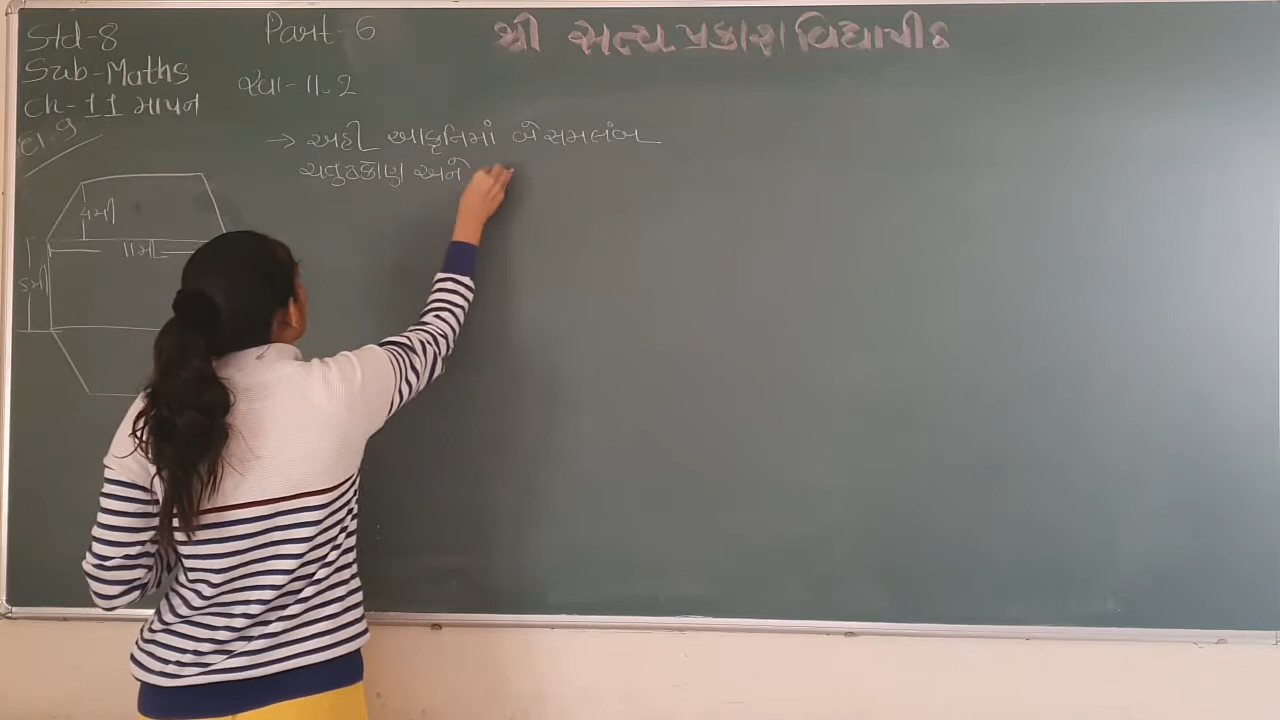 Std-8
Sub-Maths
Ch-11 માપન
દા.9
Part-6
સ્વા-11.2
શ્રી સત્ય પ્રકાશ વિદ્યાપીઠ
→ અહીં આકૃતિમાં બે સમલંબ
ચતુષ્કોણ અને
4મી
11મી
5મી